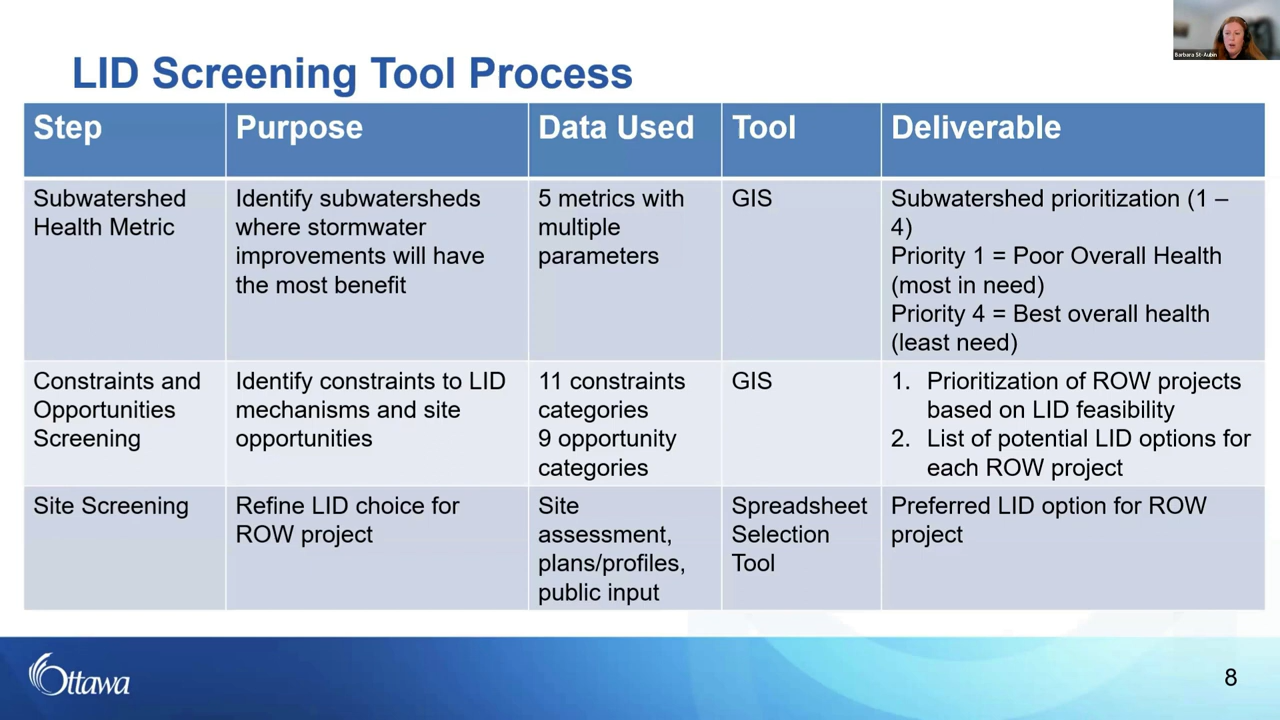 Barbara St-Aubin
LID Screening Tool Process
Step
Purpose
Data Used
Tool
Deliverable
Subwatershed
Health Metric
Identify subwatersheds
where stormwater
improvements will have
the most benefit
5 metrics with
multiple
parameters
GIS
Subwatershed prioritization (1 –
4)
Priority 1 = Poor Overall Health
(most in need)
Priority 4 = Best overall health
(least need)
Constraints and
Opportunities
Screening
Identify constraints to LID
mechanisms and site
opportunities
11 constraints
categories
9 opportunity
categories
GIS
1. Prioritization of ROW projects
based on LID feasibility
2. List of potential LID options for
each ROW project
Site Screening
Refine LID choice for
ROW project
Site
assessment,
plans/profiles,
public input
Spreadsheet
Selection
Tool
Preferred LID option for ROW
project
Ottawa
8